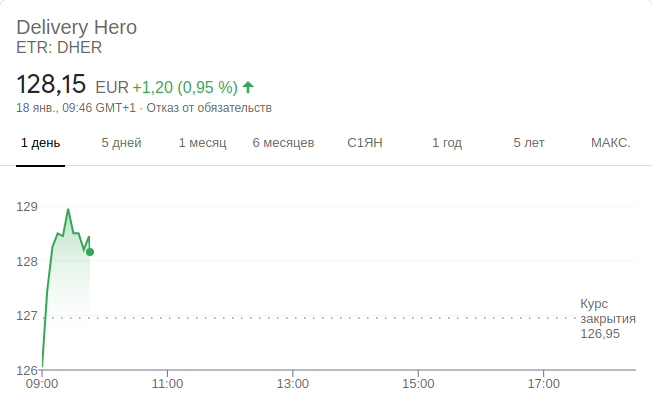 Delivery Hero
ETR: DHER
128,15 EUR +1,20 (0,95 %)
18 янв., 09:46 GMT+1 · Отказ от обязательств
1 день 5 дней 1 месяц 6 месяцев С1ЯН 1 год 5 лет МАКС.
129
128
127
Курс
закрытия
126,95
126
09:00 11:00 13:00 15:00 17:00